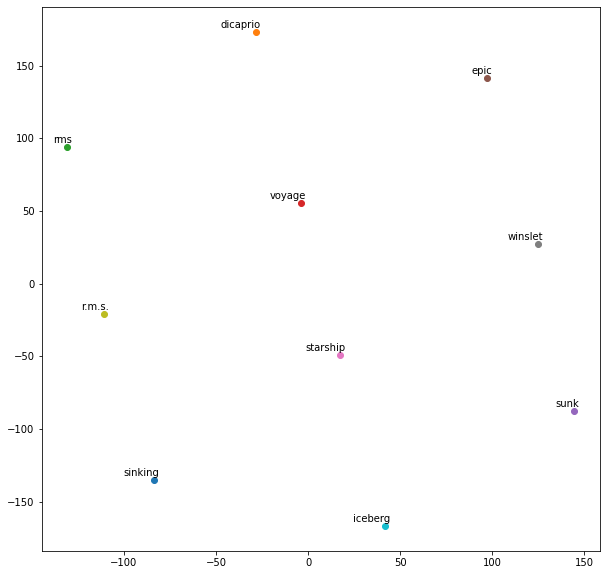 dicaprio
epic
150
100
rms
voyage
50
winslet
0
r.m.s.
starship
−50
sunk
−100
sinking
iceberg
−150
−100
−50
0
50
100
150